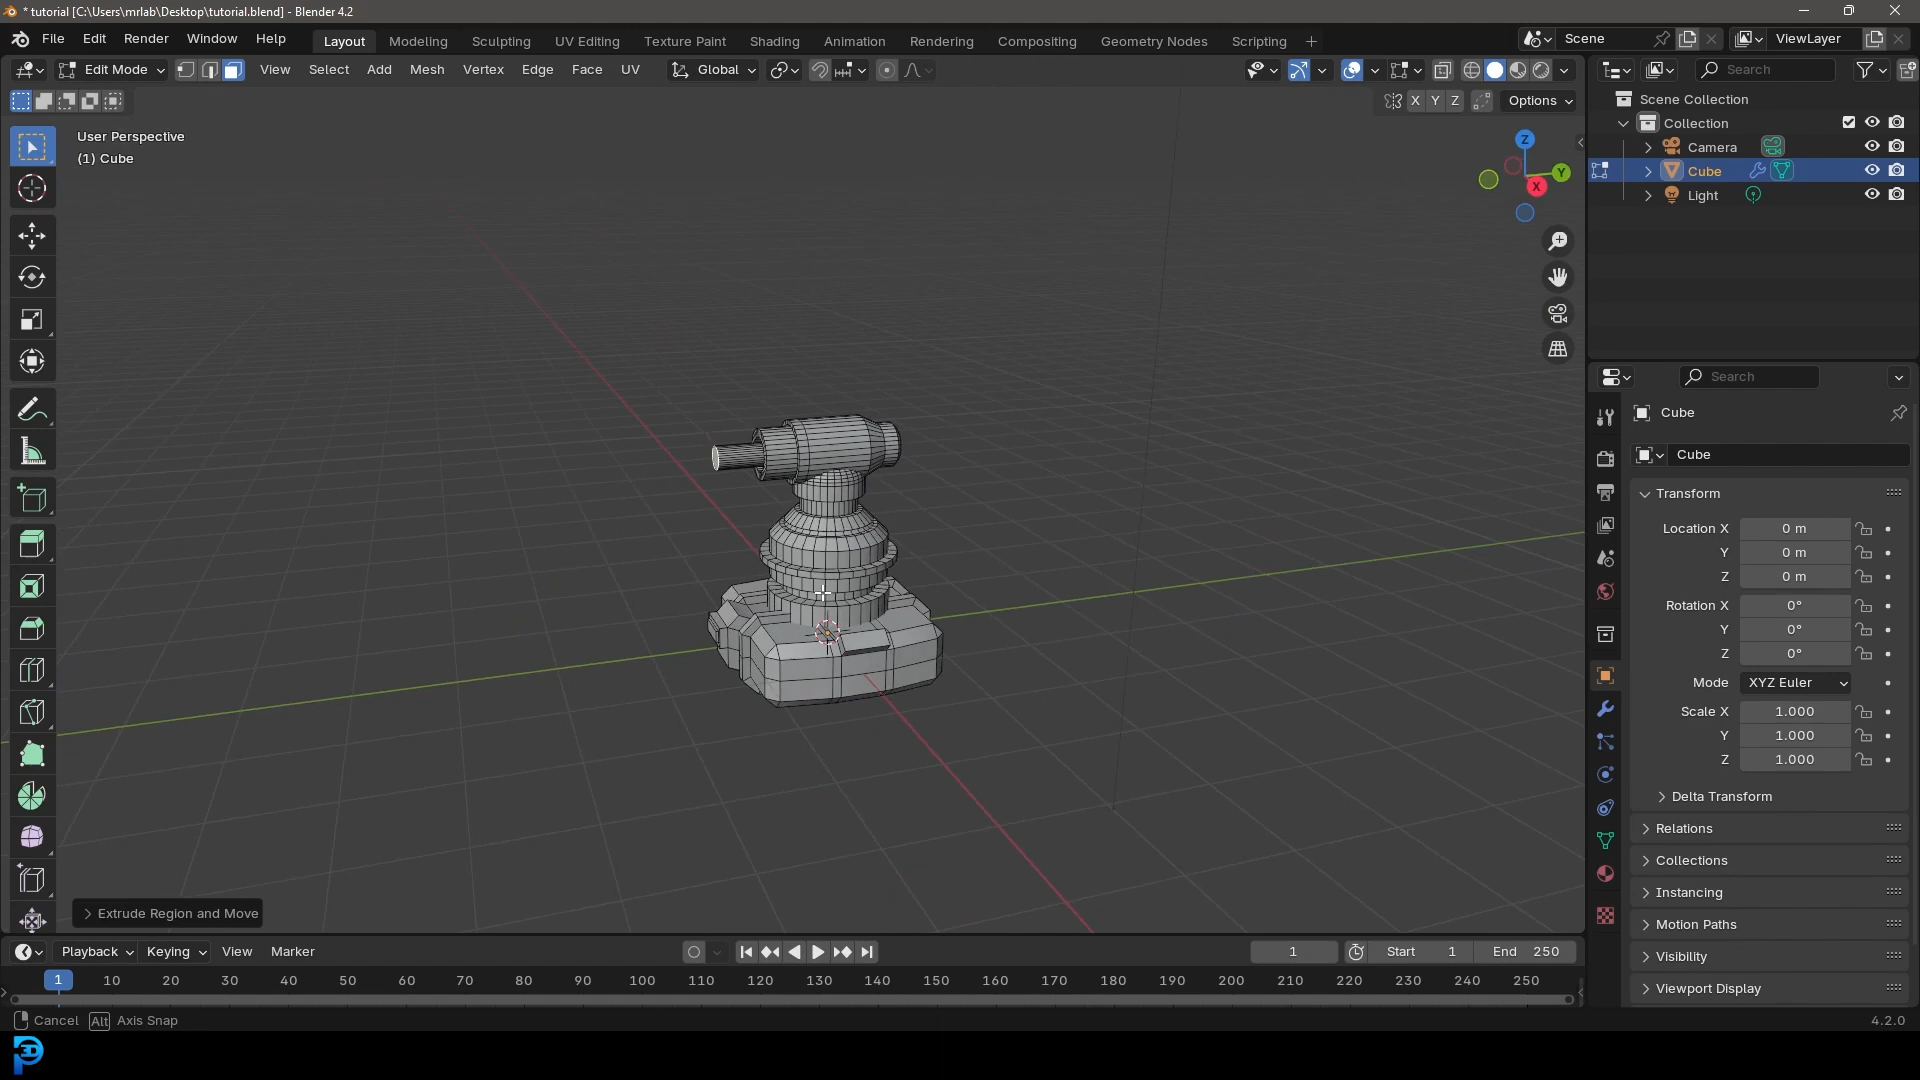 * tutorial [C:\Users\mrlab\Desktop\tutorial.blend] - Blender 4.2
File Edit Render Window Help
Layout Modeling Sculpting UV Editing Texture Paint Shading Animation Rendering Compositing Geometry Nodes Scripting +
Scene
ViewLayer
Edit Mode View Select Add Mesh Vertex Edge Face UV Global
X Y Z Options
User Perspective
(1) Cube
Z
Y
X
Search
Scene Collection
Collection
Camera
Cube
Light
Search
Cube
Cube
Transform
Location X 0 m
Y 0 m
Z 0 m
Rotation X 0°
Y 0°
Z 0°
Mode XYZ Euler
Scale X 1.000
Y 1.000
Z 1.000
Delta Transform
Relations
Collections
Instancing
Motion Paths
Visibility
Viewport Display
Extrude Region and Move
Playback Keying View Marker
1 Start 1 End 250
1 10 20 30 40 50 60 70 80 90 100 110 120 130 140 150 160 170 180 190 200 210 220 230 240 250
Cancel Alt Axis Snap
4.2.0
3D